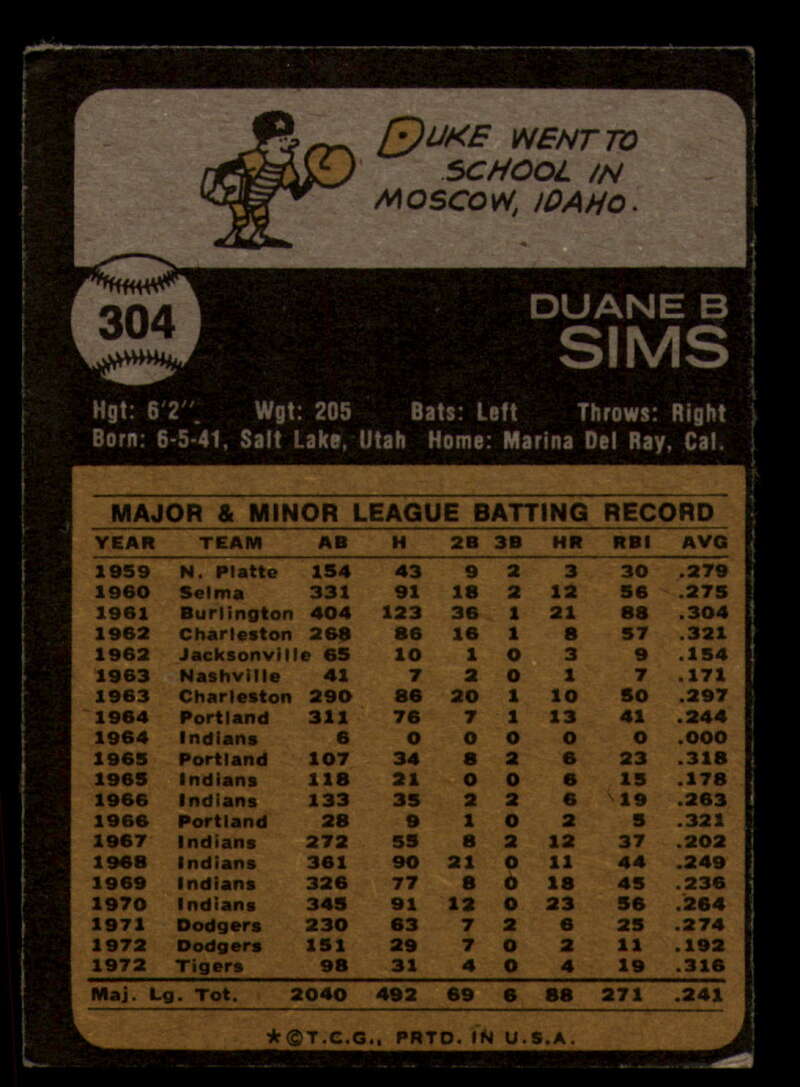 DUKE WENT TO
SCHOOL IN
MOSCOW, IDAHO.
304
DUANE B
SIMS
Hgt: 6'2" Wgt: 205 Bats: Left Throws: Right
Born: 6-5-41, Salt Lake, Utah Home: Marina Del Ray, Cal.
MAJOR & MINOR LEAGUE BATTING RECORD
YEAR TEAM AB H 2B 3B HR RBI AVG
1959 N. Platte 154 43 9 2 3 30 .279
1960 Selma 331 91 18 2 12 56 .275
1961 Burlington 404 123 36 1 21 88 .304
1962 Charleston 268 86 16 1 8 57 .321
1962 Jacksonville 65 10 1 0 3 9 .154
1963 Nashville 41 7 2 0 1 7 .171
1963 Charleston 290 86 20 1 10 50 .297
1964 Portland 311 76 7 1 13 41 .244
1964 Indians 6 0 0 0 0 0 .000
1965 Portland 107 34 8 2 6 23 .318
1965 Indians 118 21 0 0 6 15 .178
1966 Indians 133 35 2 2 6 19 .263
1966 Portland 28 9 1 0 2 5 .321
1967 Indians 272 55 8 2 12 37 .202
1968 Indians 361 90 21 0 11 44 .249
1969 Indians 326 77 8 0 18 45 .236
1970 Indians 345 91 12 0 23 56 .264
1971 Dodgers 230 63 7 2 6 25 .274
1972 Dodgers 151 29 7 0 2 11 .192
1972 Tigers 98 31 4 0 4 19 .316
Maj. Lg. Tot. 2040 492 69 6 88 271 .241
*©T.C.G., PRTD. IN U.S.A.